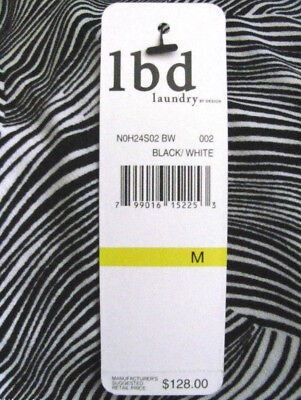 lbd
laundry BY DESIGN
N0H24S02 BW 002
BLACK/ WHITE
7 99016 15225 3
M
MANUFACTURER'S
SUGGESTED
RETAIL PRICE
$128.00